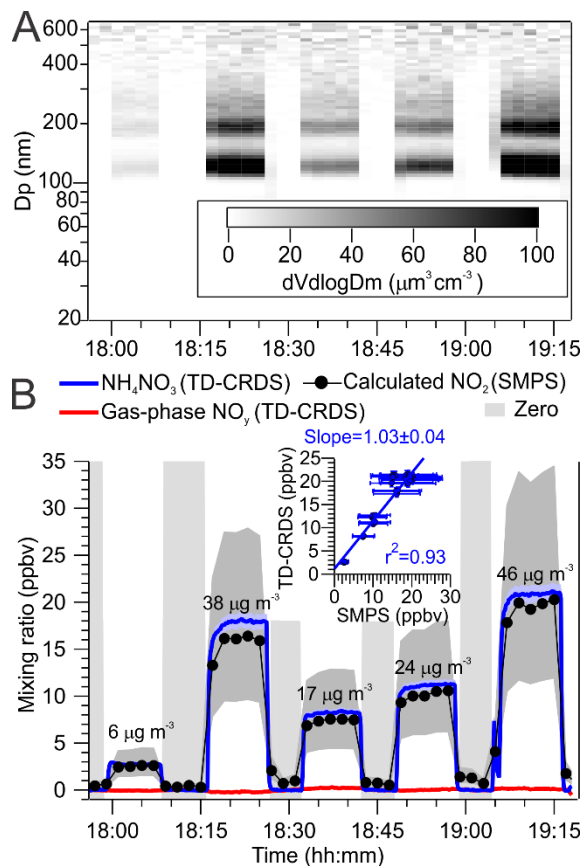 A
600
400
200
100
80
60
40
20
Dp (nm)
0 20 40 60 80 100
dVdlogDm (μm³ cm⁻³)
18:00 18:15 18:30 18:45 19:00 19:15
NH₄NO₃ (TD-CRDS) Calculated NO₂ (SMPS)
B Gas-phase NOᵧ (TD-CRDS) Zero
35
30
25
20
15
10
5
0
Mixing ratio (ppbv)
Slope=1.03±0.04
25
20
15
10
5
0
TD-CRDS (ppbv)
r²=0.93
0 10 20 30
SMPS (ppbv)
6 μg m⁻³
38 μg m⁻³
17 μg m⁻³
24 μg m⁻³
46 μg m⁻³
18:00 18:15 18:30 18:45 19:00 19:15
Time (hh:mm)